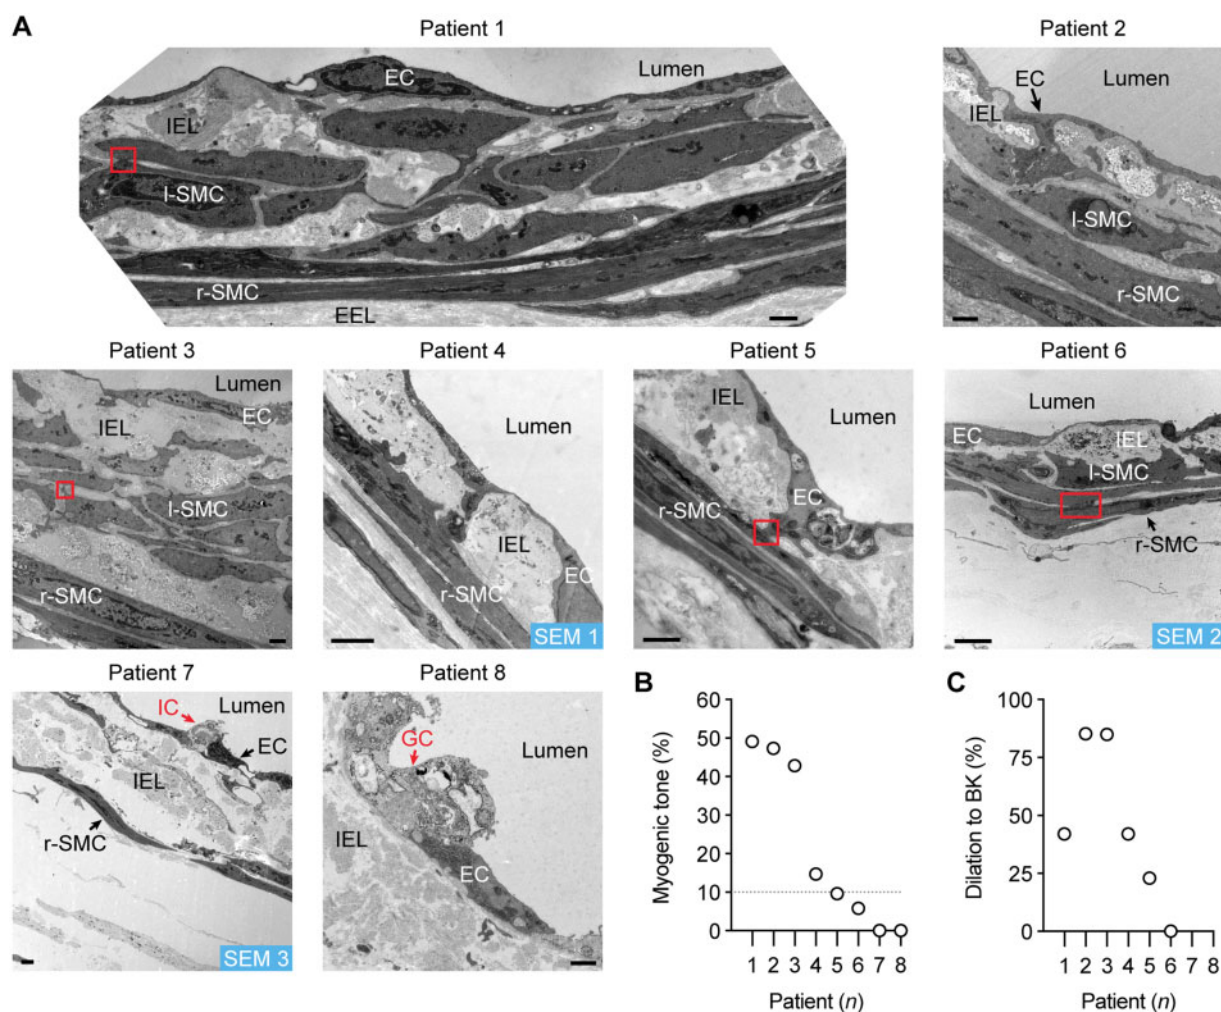 A
Patient 1
EC
Lumen
IEL
l-SMC
r-SMC
EEL
Patient 2
EC
Lumen
IEL
l-SMC
r-SMC
Patient 3
Lumen
EC
IEL
l-SMC
r-SMC
Patient 4
Lumen
IEL
r-SMC
EC
SEM 1
Patient 5
IEL
Lumen
r-SMC
EC
Patient 6
Lumen
EC
IEL
l-SMC
r-SMC
SEM 2
Patient 7
IC
Lumen
EC
IEL
r-SMC
SEM 3
Patient 8
GC
Lumen
IEL
EC
B
Myogenic tone (%)
60
50
40
30
60
10
0
1 2 3 4 5 6 7 8
Patient (n)
C
Dilation to BK (%)
100
75
50
25
0
1 2 3 4 5 6 7 8
Patient (n)